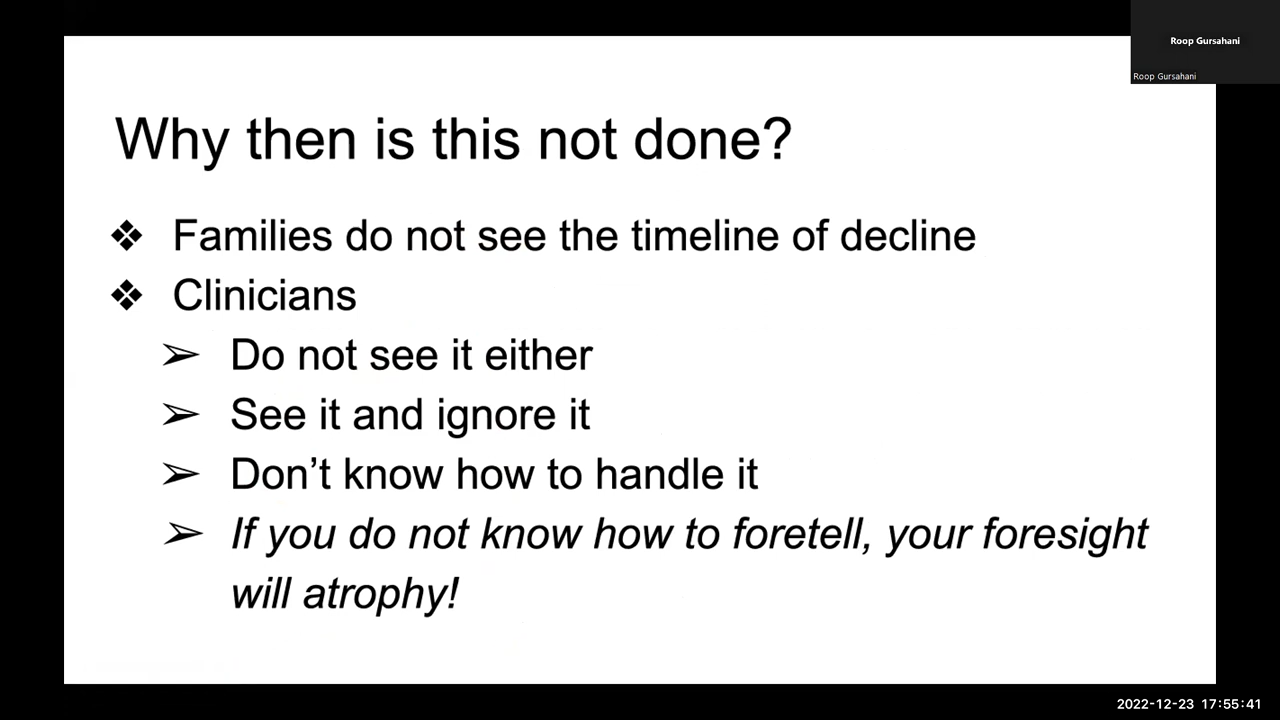 Roop Gursahani
Roop Gursahani
Why then is this not done?
❖ Families do not see the timeline of decline
❖ Clinicians
➢ Do not see it either
➢ See it and ignore it
➢ Don’t know how to handle it
➢ If you do not know how to foretell, your foresight
will atrophy!
2022-12-23 17:55:41